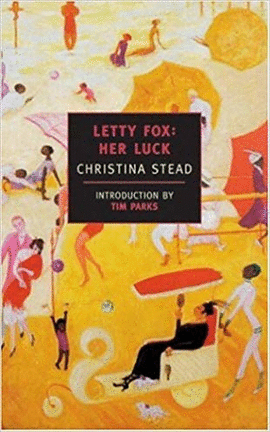 LETTY FOX:
HER LUCK
CHRISTINA STEAD
INTRODUCTION BY
TIM PARKS